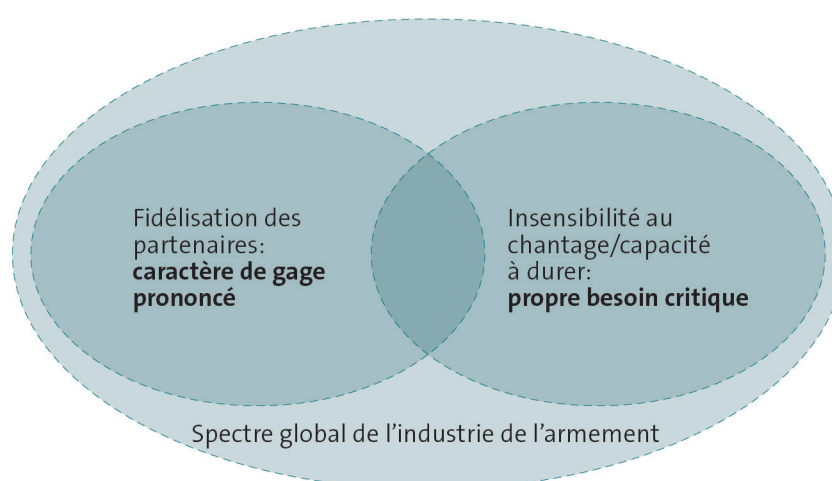 Fidélisation des
partenaires:
caractère de gage
prononcé
Insensibilité au
chantage/capacité
à durer:
propre besoin critique
Spectre global de l’industrie de l’armement